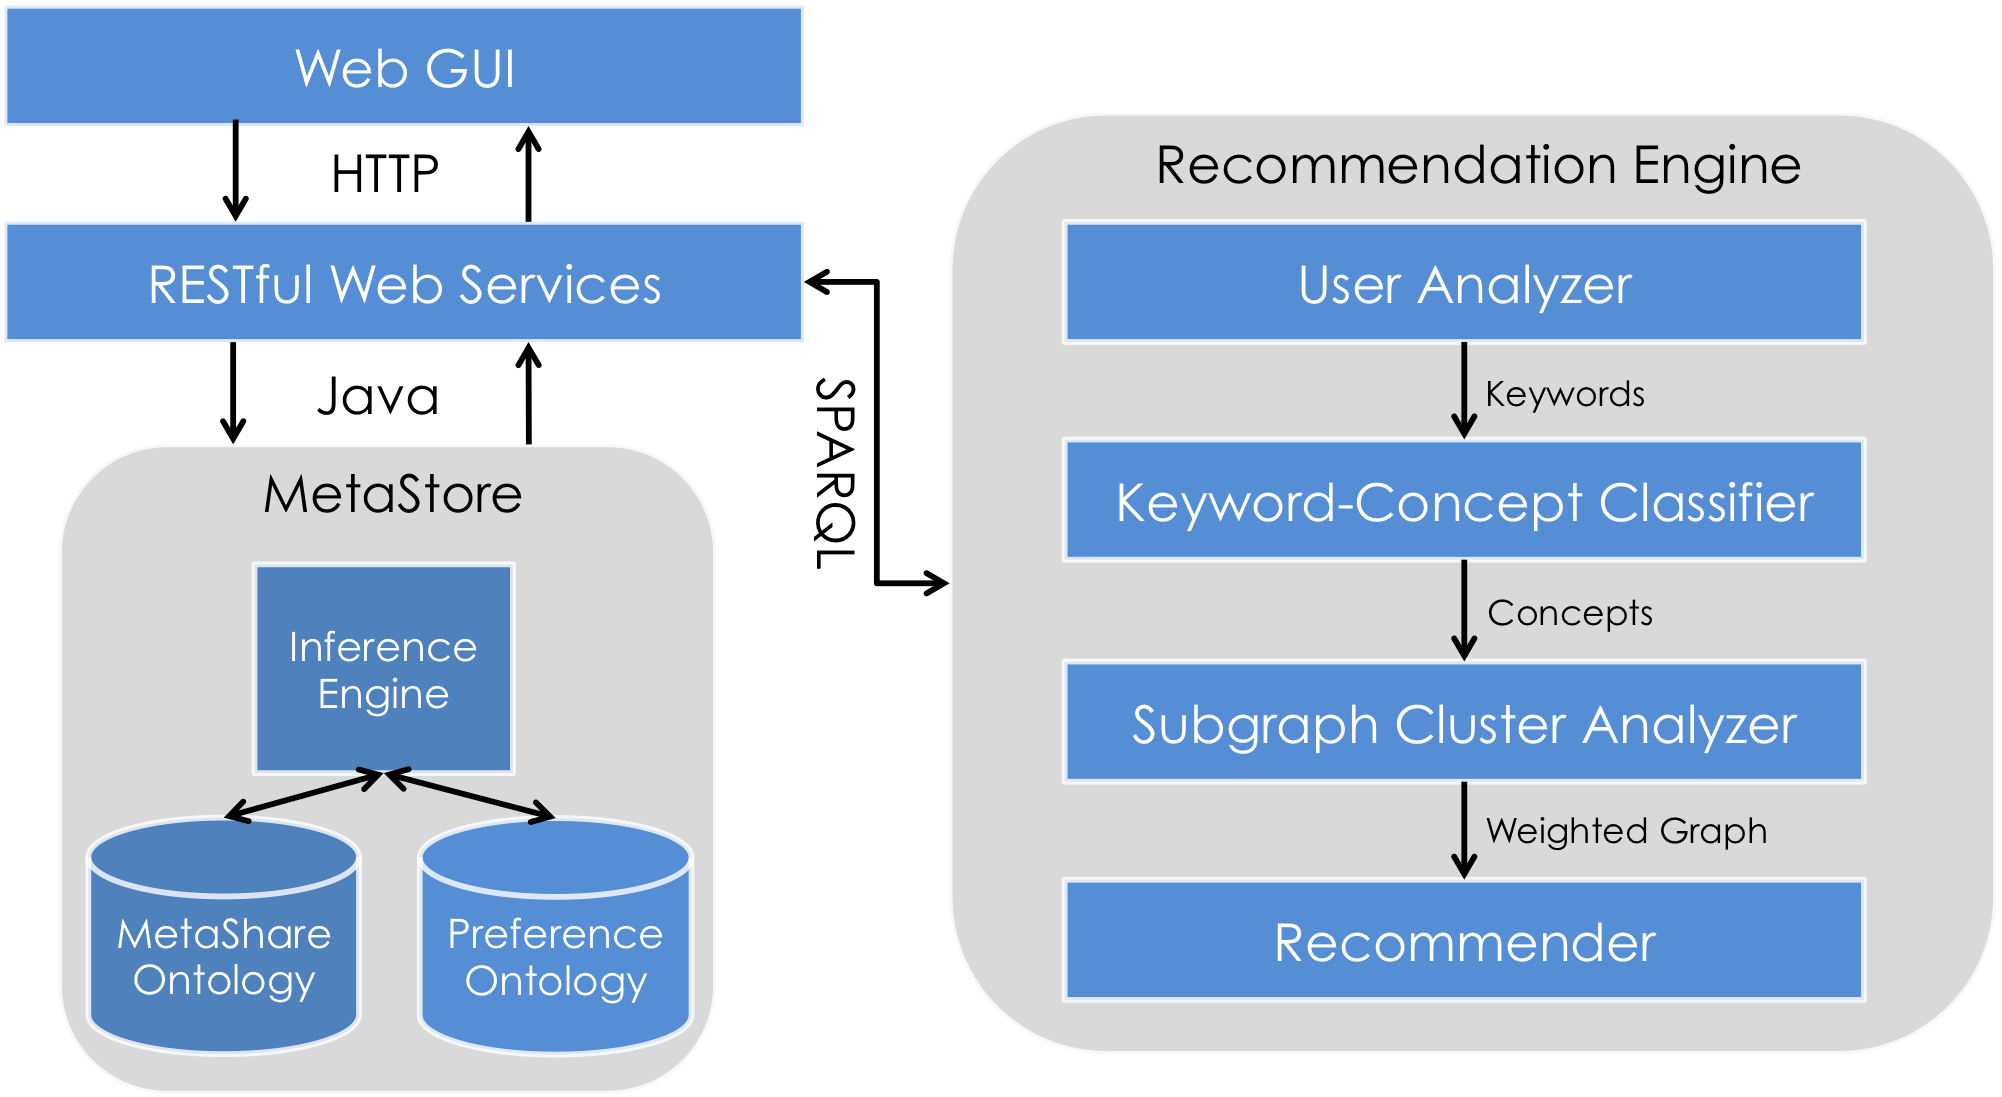 Web GUI
HTTP
RESTful Web Services
Java
MetaStore
Inference
Engine
MetaShare
Ontology
Preference
Ontology
SPARQL
Recommendation Engine
User Analyzer
Keywords
Keyword-Concept Classifier
Concepts
Subgraph Cluster Analyzer
Weighted Graph
Recommender